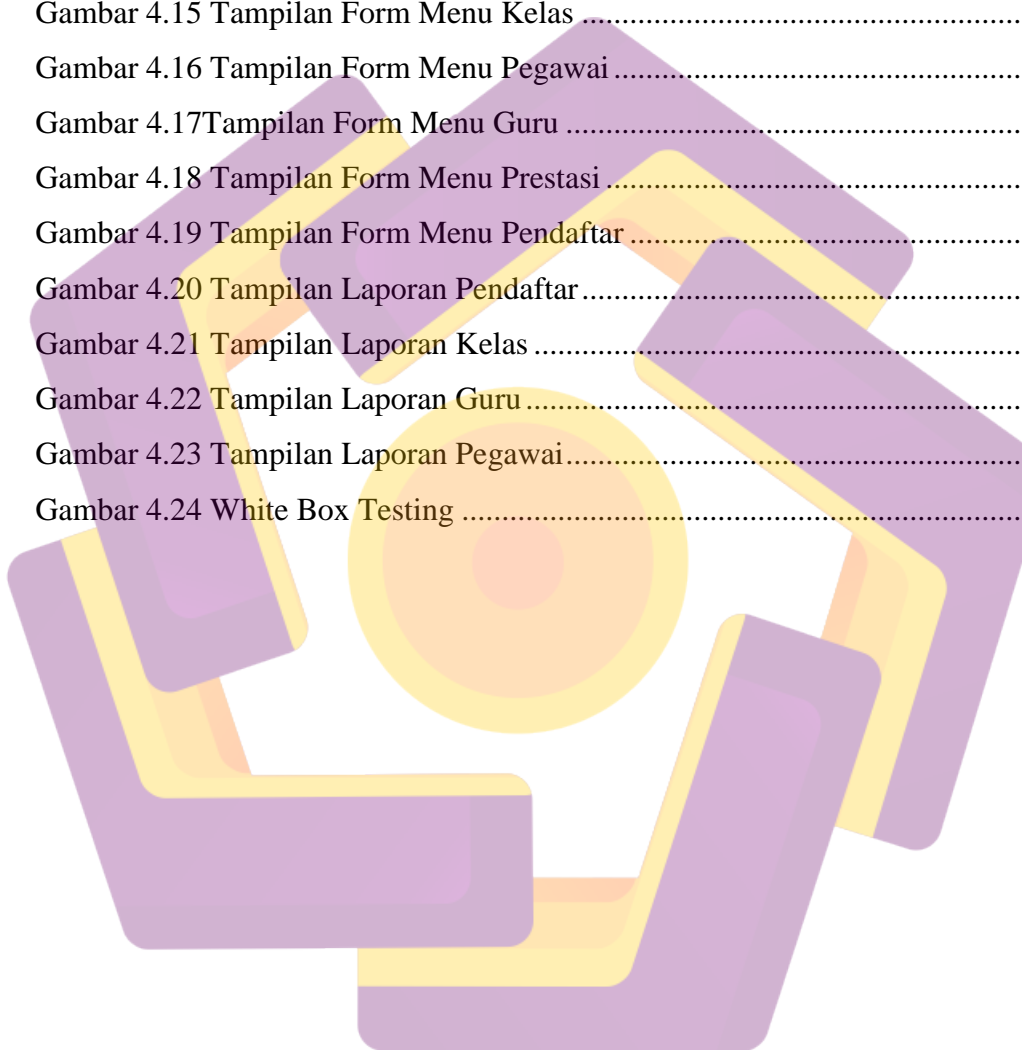 Gambar 4.15 Tampilan Form Menu Kelas ........................................................
Gambar 4.16 Tampilan Form Menu Pegawai ....................................................
Gambar 4.17Tampilan Form Menu Guru ..........................................................
Gambar 4.18 Tampilan Form Menu Prestasi .....................................................
Gambar 4.19 Tampilan Form Menu Pendaftar ..................................................
Gambar 4.20 Tampilan Laporan Pendaftar ........................................................
Gambar 4.21 Tampilan Laporan Kelas ..............................................................
Gambar 4.22 Tampilan Laporan Guru ...............................................................
Gambar 4.23 Tampilan Laporan Pegawai..........................................................
Gambar 4.24 White Box Testing .......................................................................